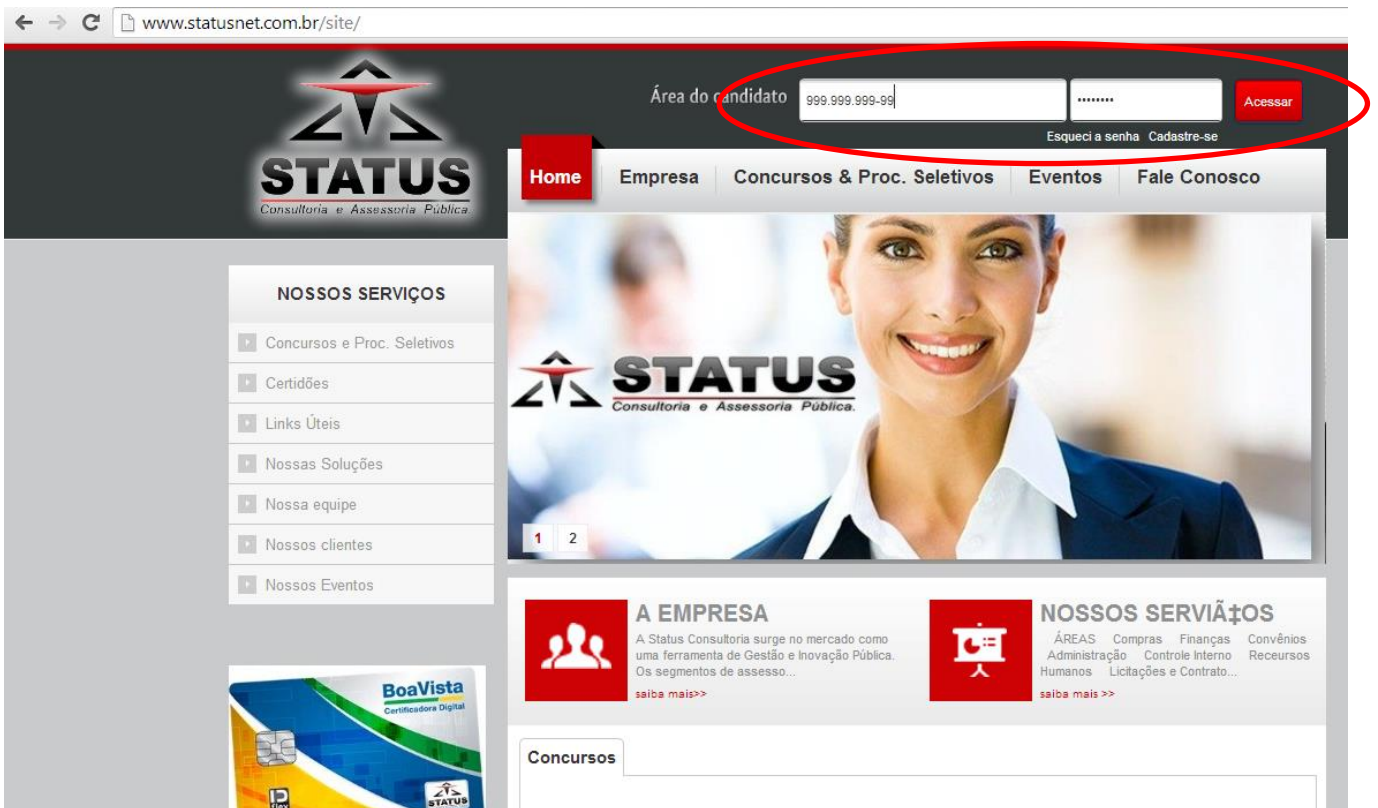 www.statusnet.com.br/site/
Área do candidato 999.999.999-99 •••••••• Acessar
Esqueci a senha Cadastre-se
STATUS
Consultoria e Assessoria Pública
Home Empresa Concursos & Proc. Seletivos Eventos Fale Conosco
NOSSOS SERVIÇOS
Concursos e Proc. Seletivos
Certidões
Links Úteis
Nossas Soluções
Nossa equipe
Nossos clientes
Nossos Eventos
STATUS
Consultoria e Assessoria Pública.
1 2
BoaVista
Certificadora Digital
STATUS
A EMPRESA
A Status Consultoria surge no mercado como
uma ferramenta de Gestão e Inovação Pública.
Os segmentos de assesso...
saiba mais>>
NOSSOS SERVIÃ‡OS
ÁREAS Compras Finanças Convênios
Administração Controle Interno Receursos
Humanos Licitações e Contrato...
saiba mais >>
Concursos